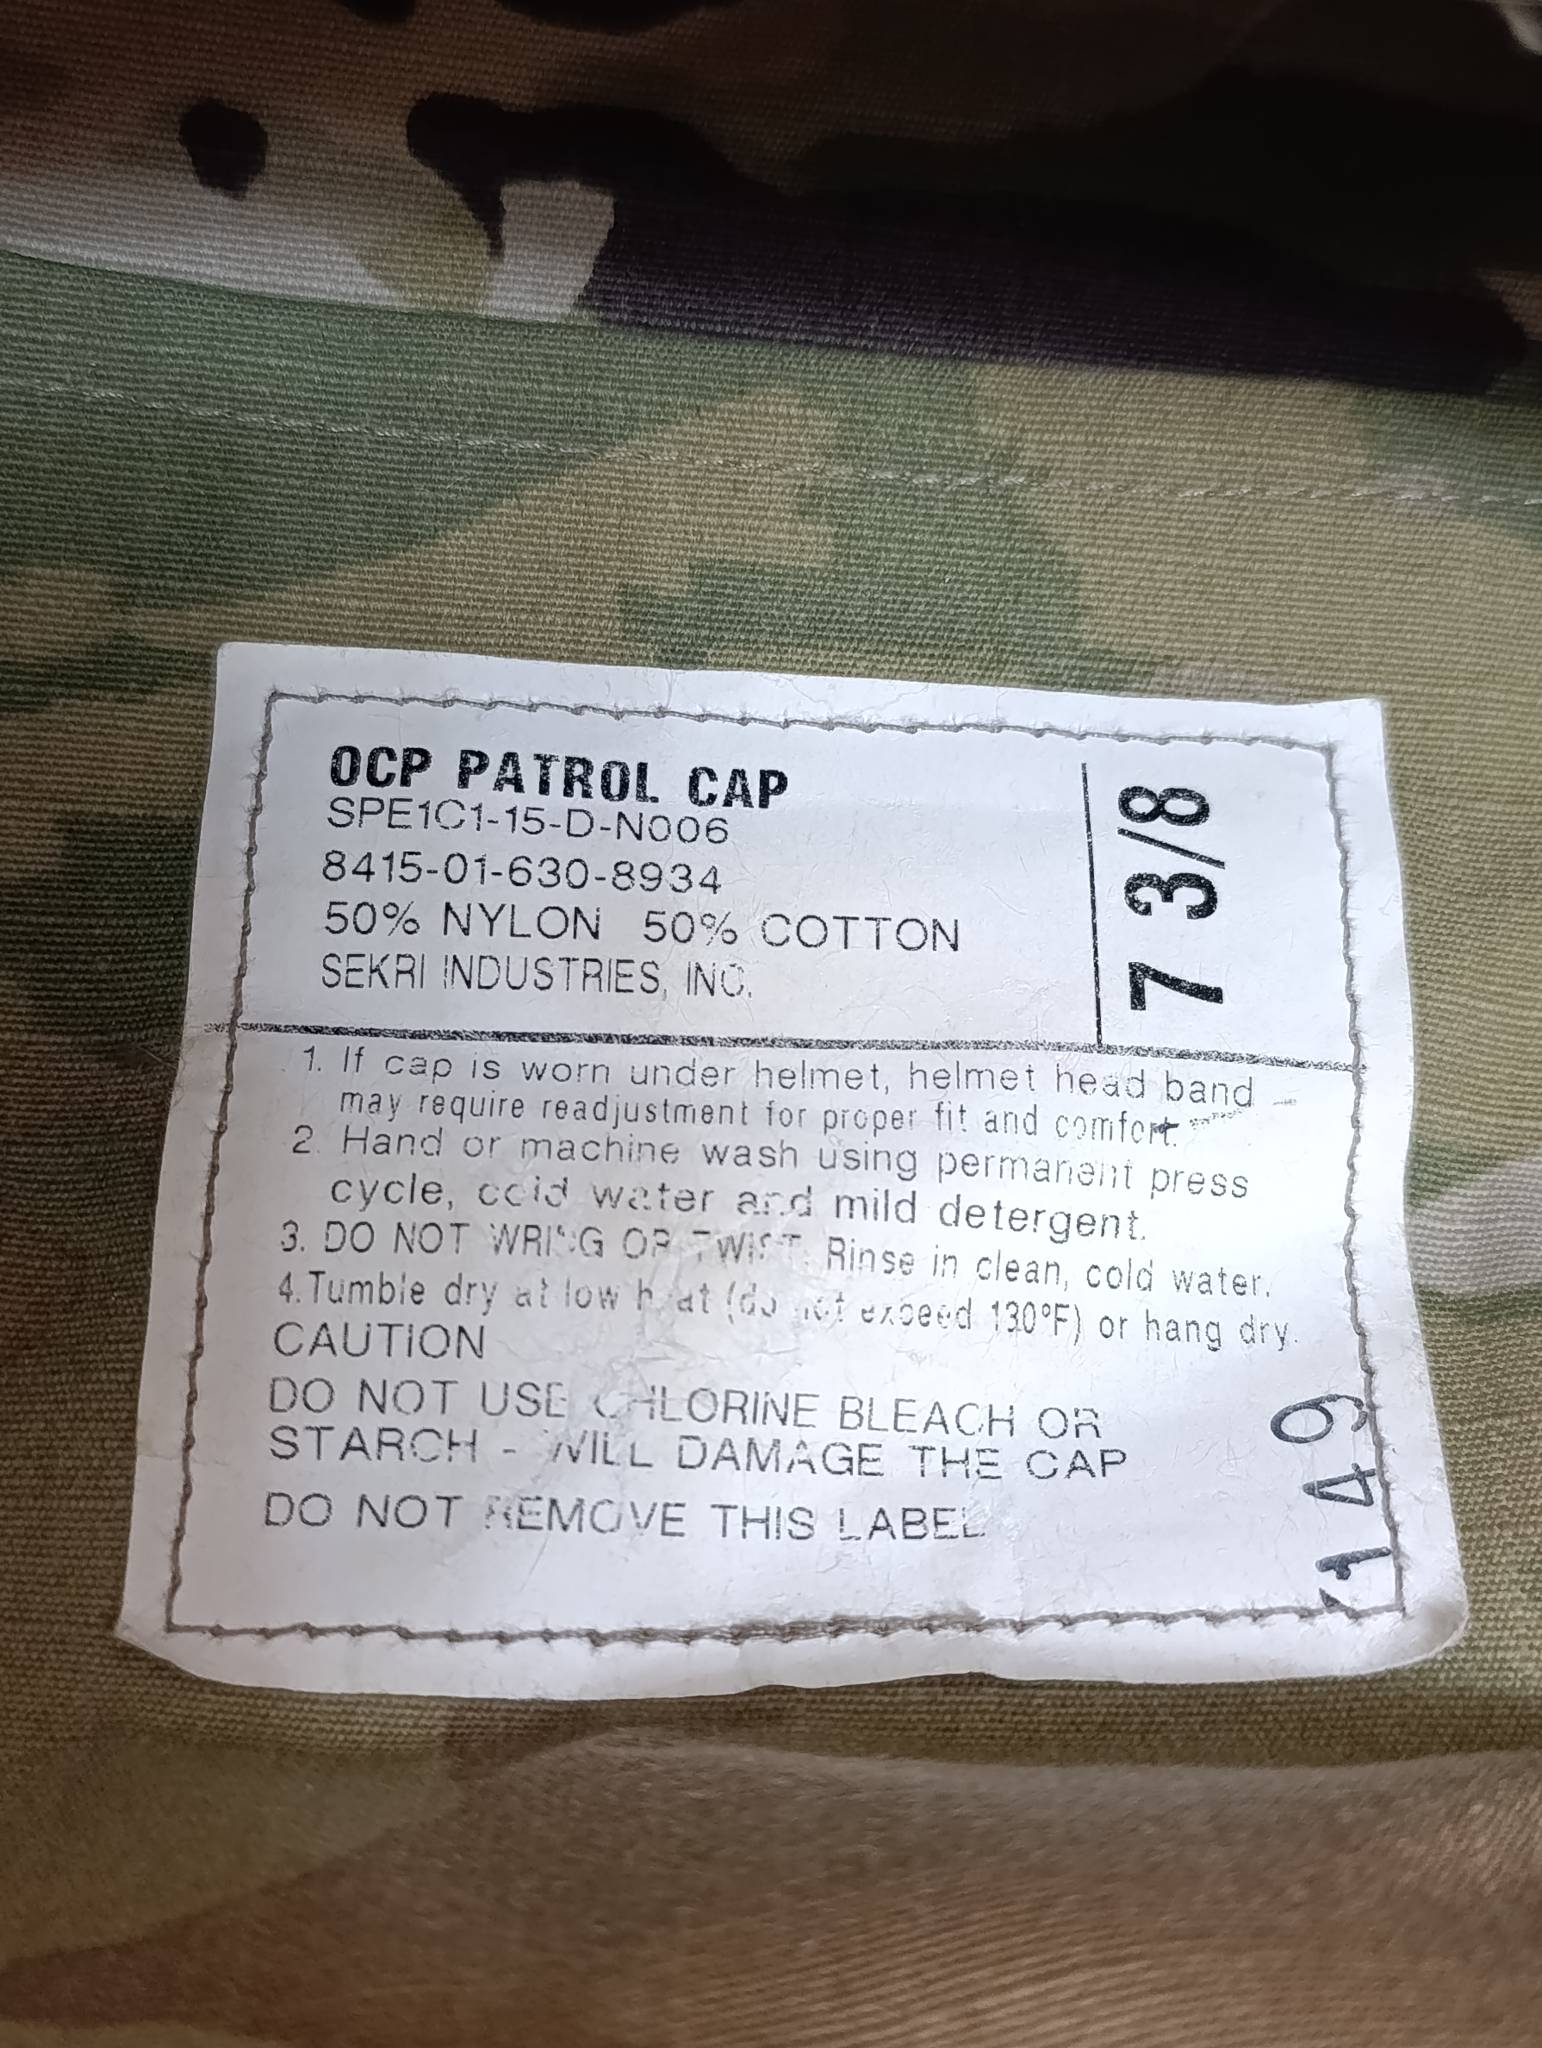 OCP PATROL CAP
SPE1C1-15-D-N006
8415-01-630-8934
50% NYLON 50% COTTON
SEKRI INDUSTRIES, INC.
7 3/8
1. If cap is worn under helmet, helmet head band
may require readjustment for proper fit and comfort.
2. Hand or machine wash using permanent press
cycle, cold water and mild detergent.
3. DO NOT WRING OR TWIST. Rinse in clean, cold water.
4. Tumble dry at low heat (do not exceed 130°F) or hang dry.
CAUTION
DO NOT USE CHLORINE BLEACH OR
STARCH - WILL DAMAGE THE CAP
DO NOT REMOVE THIS LABEL
149